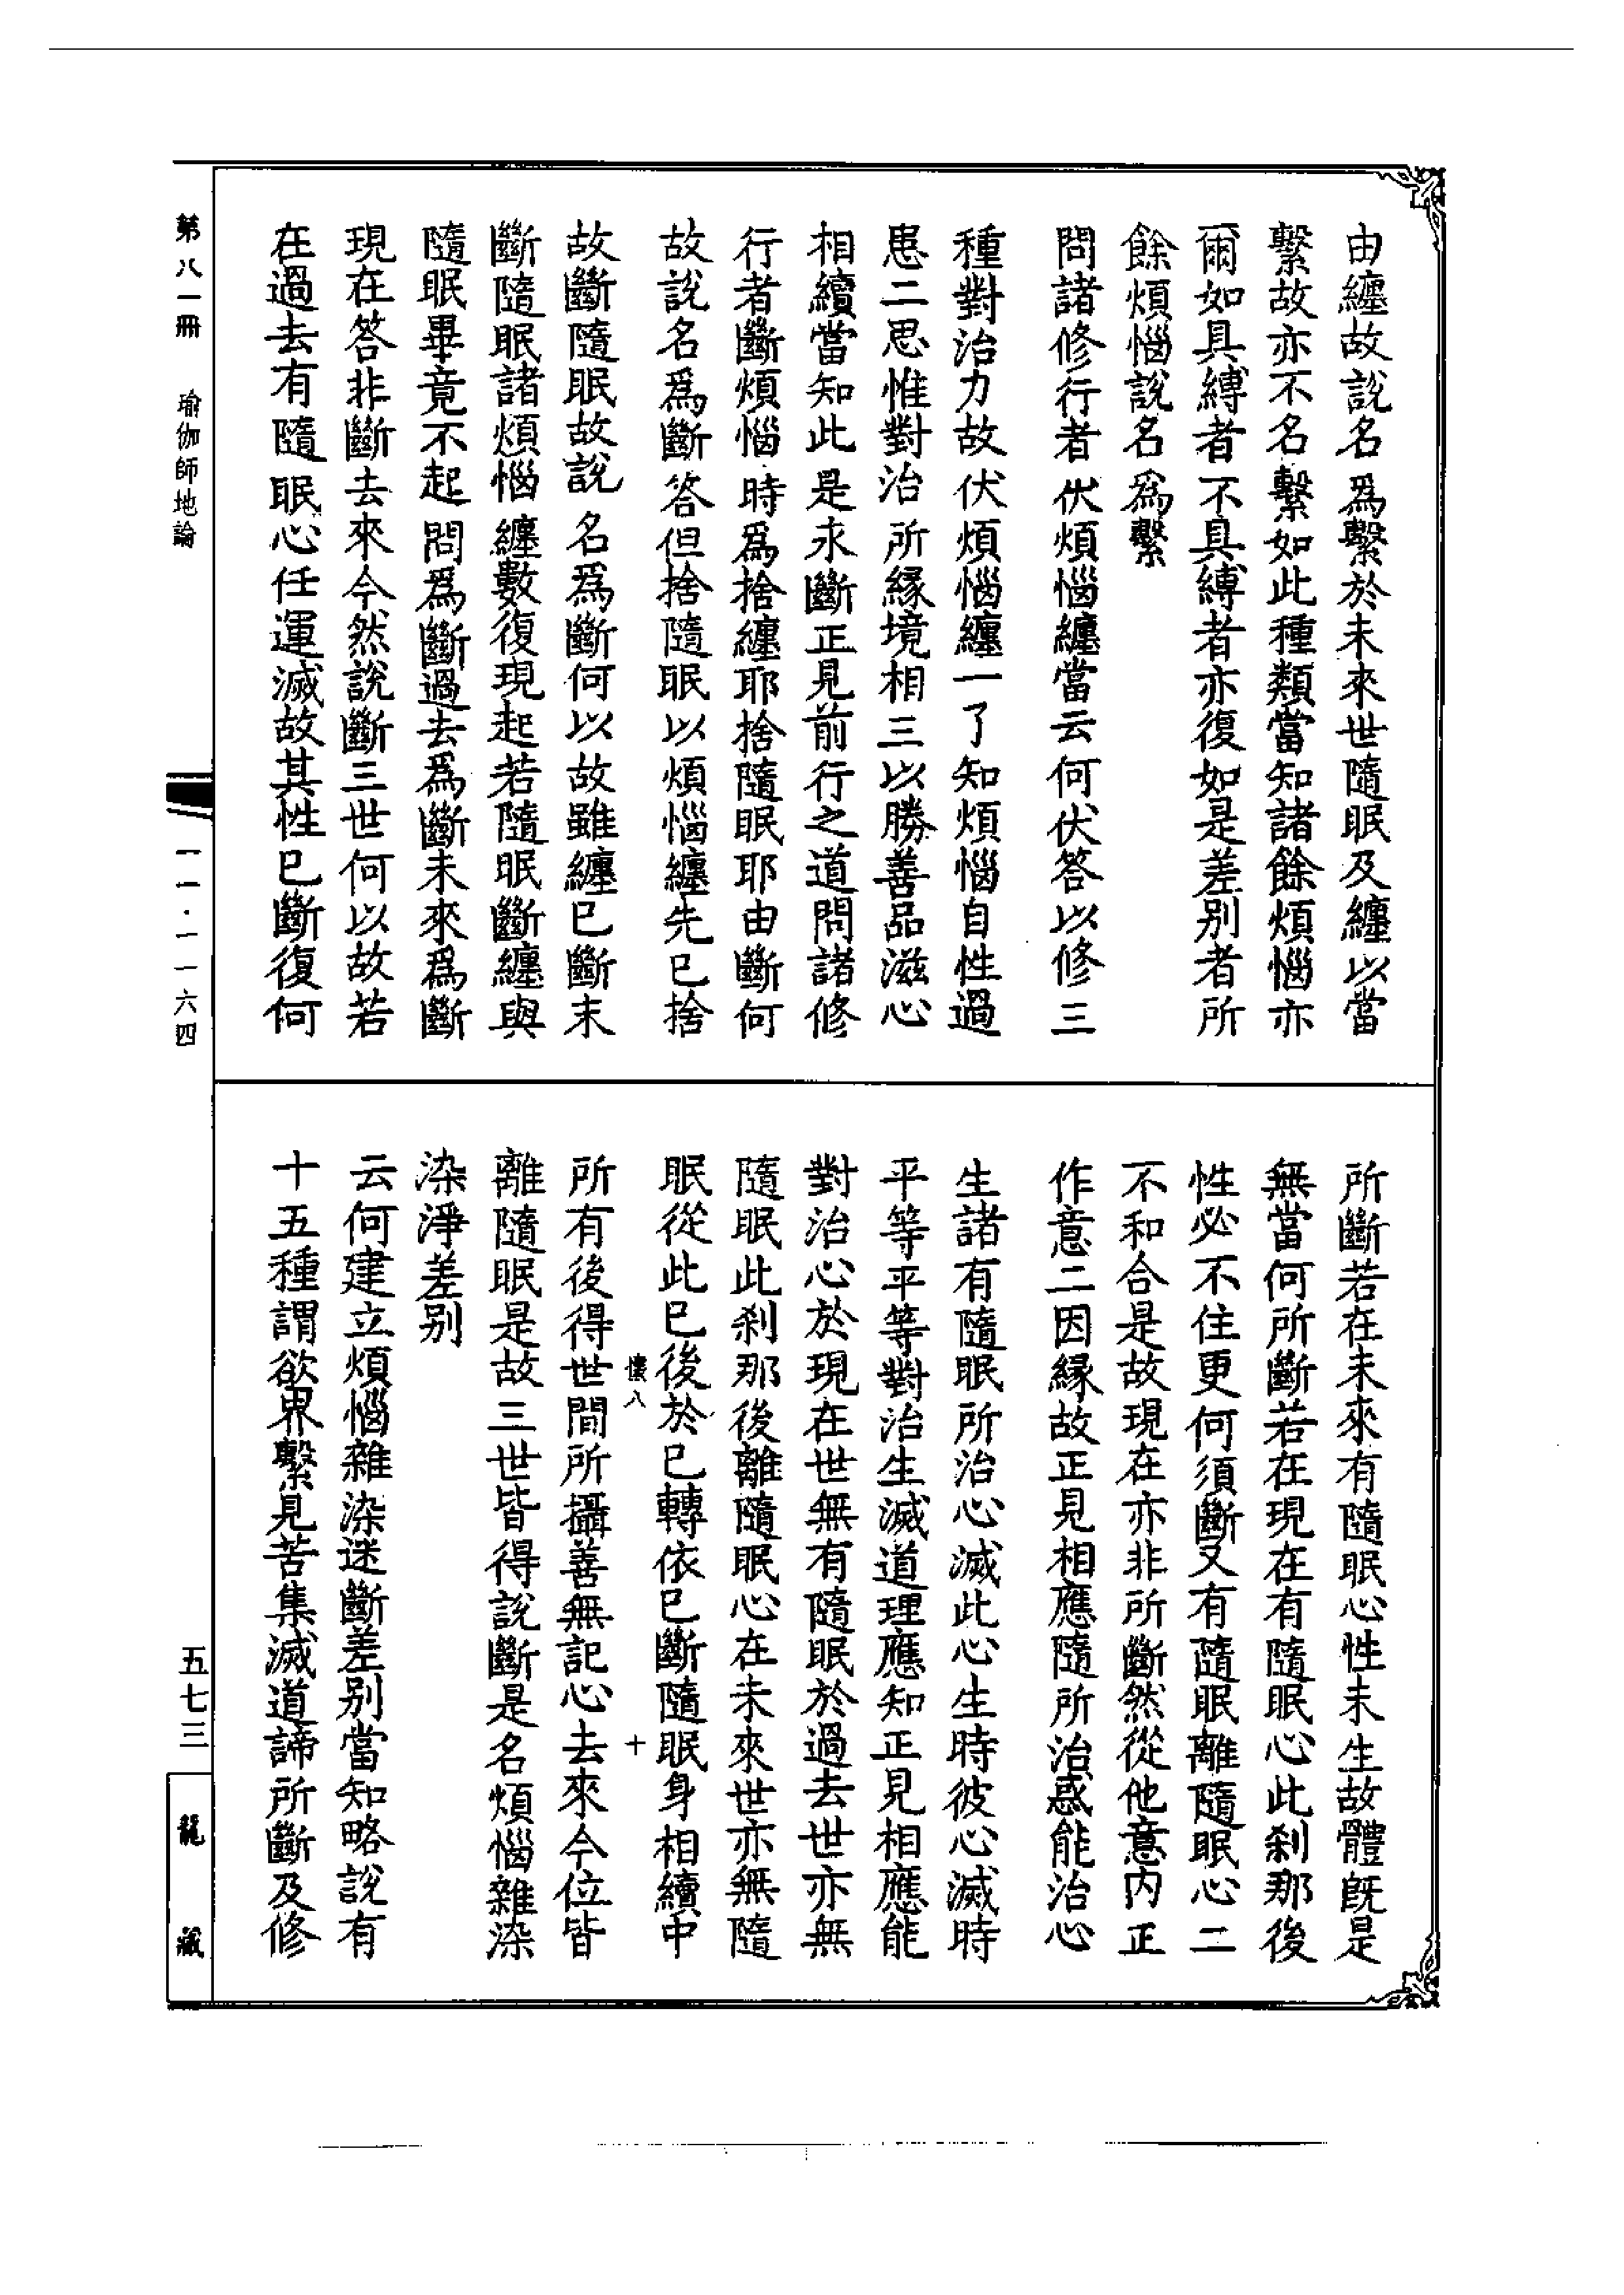 由纏故說名為繫於未來世隨眠及纏以當
繫故亦不名繫如此種類當知諸餘煩惱亦
爾如具縛者不具縛者亦復如是差别者所
餘煩惱說名為繫
問諸修行者伏煩惱纏當云何伏答以修三
種對治力故伏煩惱纏一了知煩惱自性過
患二思惟對治所緣境相三以勝善品滋心
相續當知此是永斷正見前行之道問諸修
行者斷煩惱時為捨纏耶捨隨眠耶由斷何
故說名為斷答但捨隨眠以煩惱纏先已捨
故斷隨眠故說名為斷何以故雖纏已斷末
斷隨眠諸煩惱纏數復現起若隨眠斷纏與
隨眠畢竟不起問為斷過去為斷未來為斷
現在答非斷去來今然說斷三世何以故若
在過去有隨眠心任運滅故其性已斷復何
所斷若在未來有隨眠心性未生故體既是
無當何所斷若在現在有隨眠心此刹那後
性必不住更何須斷又有隨眠離隨眠心二
不和合是故現在亦非所斷然從他意内正
作意二因緣故正見相應隨所治惑能治心
生諸有隨眠所治心滅此心生時彼心滅時
平等平等對治生滅道理應知正見相應能
對治心於現在世無有隨眠於過去世亦無
隨眠此刹那後離隨眠心在未來世亦無隨
眠從此已後於已轉依已斷隨眠身相續中
懷八 十
所有後得世間所攝善無記心去來今位皆
離隨眠是故三世皆得說斷是名煩惱雜染
染淨差别
云何建立煩惱雜染迷斷差别當知略說有
十五種謂欲界繫見苦集滅道諦所斷及修
第八一冊 瑜伽師地論 一一·一一六四 五七三 龍藏